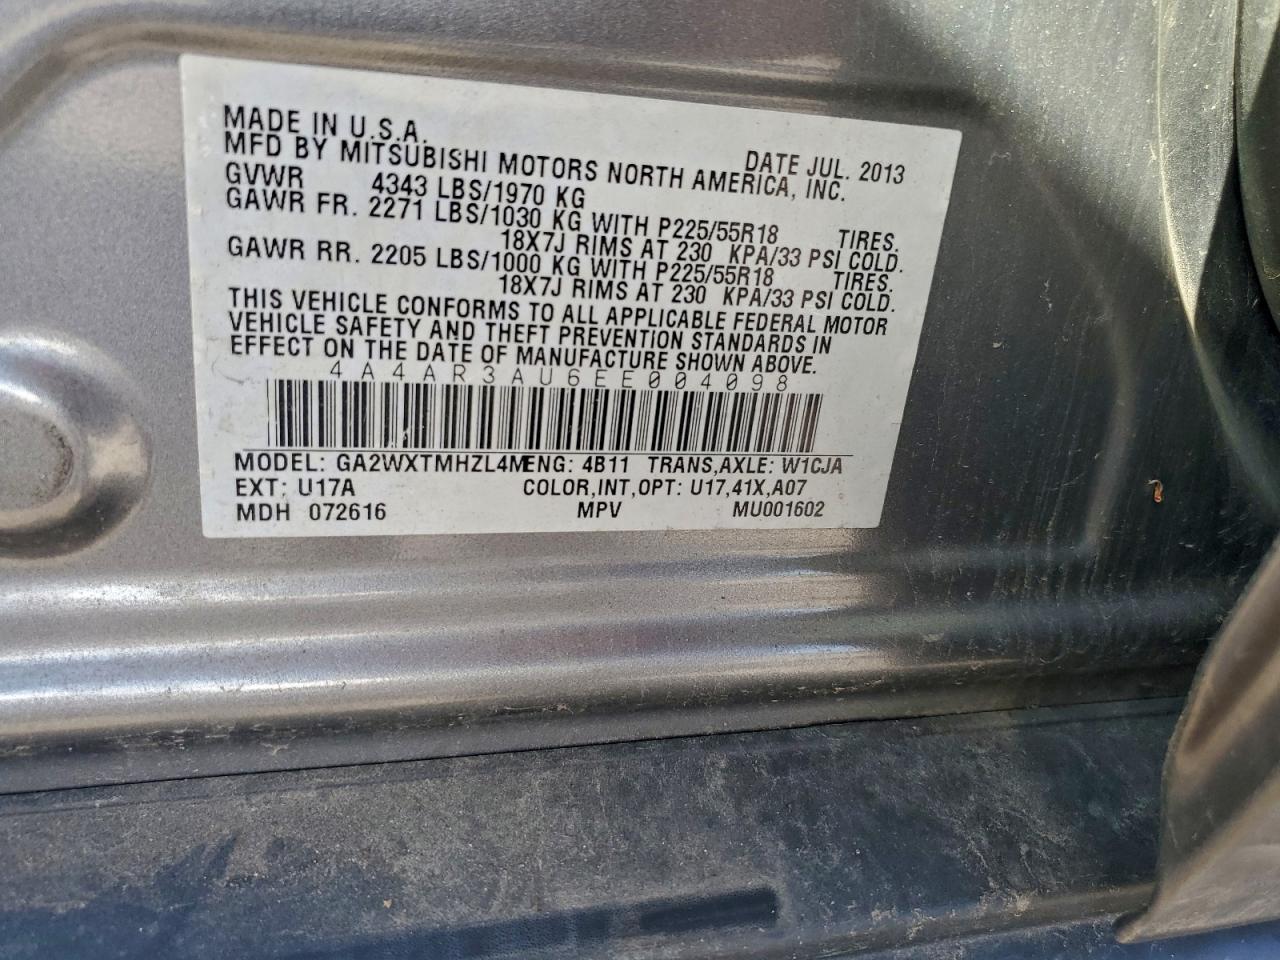 MADE IN U.S.A. DATE JUL. 2013
MFD BY MITSUBISHI MOTORS NORTH AMERICA, INC.
GVWR 4343 LBS/1970 KG
GAWR FR. 2271 LBS/1030 KG WITH P225/55R18 TIRES.
18X7J RIMS AT 230 KPA/33 PSI COLD.
GAWR RR. 2205 LBS/1000 KG WITH P225/55R18 TIRES.
18X7J RIMS AT 230 KPA/33 PSI COLD.
THIS VEHICLE CONFORMS TO ALL APPLICABLE FEDERAL MOTOR
VEHICLE SAFETY AND THEFT PREVENTION STANDARDS IN
EFFECT ON THE DATE OF MANUFACTURE SHOWN ABOVE.
4A4AR3AU6EE004098
MODEL: GA2WXTMHZL4M ENG: 4B11 TRANS,AXLE: W1CJA
EXT: U17A COLOR,INT,OPT: U17,41X,A07
MDH 072616 MPV MU001602